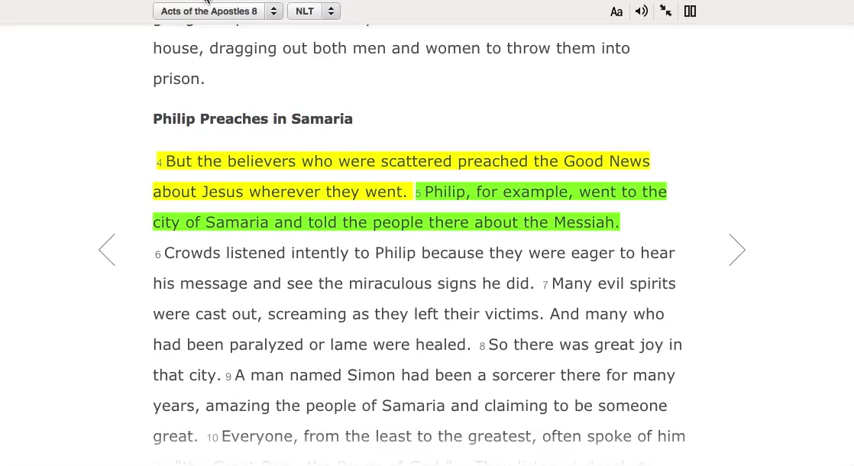 Acts of the Apostles 8 NLT Aa
house, dragging out both men and women to throw them into
prison.
Philip Preaches in Samaria
4 But the believers who were scattered preached the Good News
about Jesus wherever they went. 5 Philip, for example, went to the
city of Samaria and told the people there about the Messiah.
6 Crowds listened intently to Philip because they were eager to hear
his message and see the miraculous signs he did. 7 Many evil spirits
were cast out, screaming as they left their victims. And many who
had been paralyzed or lame were healed. 8 So there was great joy in
that city. 9 A man named Simon had been a sorcerer there for many
years, amazing the people of Samaria and claiming to be someone
great. 10 Everyone, from the least to the greatest, often spoke of him